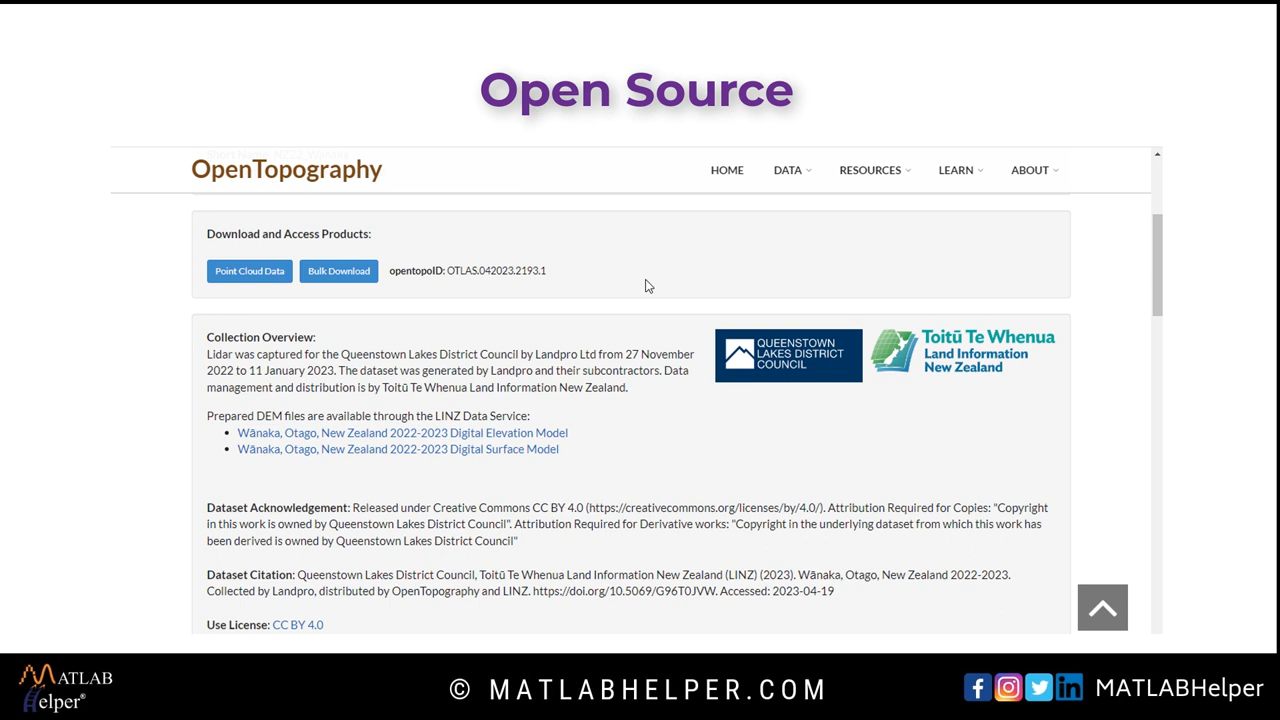 Open Source
OpenTopography
HOME DATA RESOURCES LEARN ABOUT
Download and Access Products:
Point Cloud Data Bulk Download opentopoID: OTLAS.042023.2193.1
Collection Overview:
Lidar was captured for the Queenstown Lakes District Council by Landpro Ltd from 27 November
2022 to 11 January 2023. The dataset was generated by Landpro and their subcontractors. Data
management and distribution is by Toitū Te Whenua Land Information New Zealand.
QUEENSTOWN
LAKES DISTRICT
COUNCIL
Toitū Te Whenua
Land Information
New Zealand
Prepared DEM files are available through the LINZ Data Service:
• Wānaka, Otago, New Zealand 2022-2023 Digital Elevation Model
• Wānaka, Otago, New Zealand 2022-2023 Digital Surface Model
Dataset Acknowledgement: Released under Creative Commons CC BY 4.0 (https://creativecommons.org/licenses/by/4.0/). Attribution Required for Copies: "Copyright
in this work is owned by Queenstown Lakes District Council". Attribution Required for Derivative works: "Copyright in the underlying dataset from which this work has
been derived is owned by Queenstown Lakes District Council"
Dataset Citation: Queenstown Lakes District Council, Toitū Te Whenua Land Information New Zealand (LINZ) (2023). Wānaka, Otago, New Zealand 2022-2023.
Collected by Landpro, distributed by OpenTopography and LINZ. https://doi.org/10.5069/G96T0JVW. Accessed: 2023-04-19
Use License: CC BY 4.0
MATLAB
Helper®
© MATLABHELPER.COM
MATLABHelper